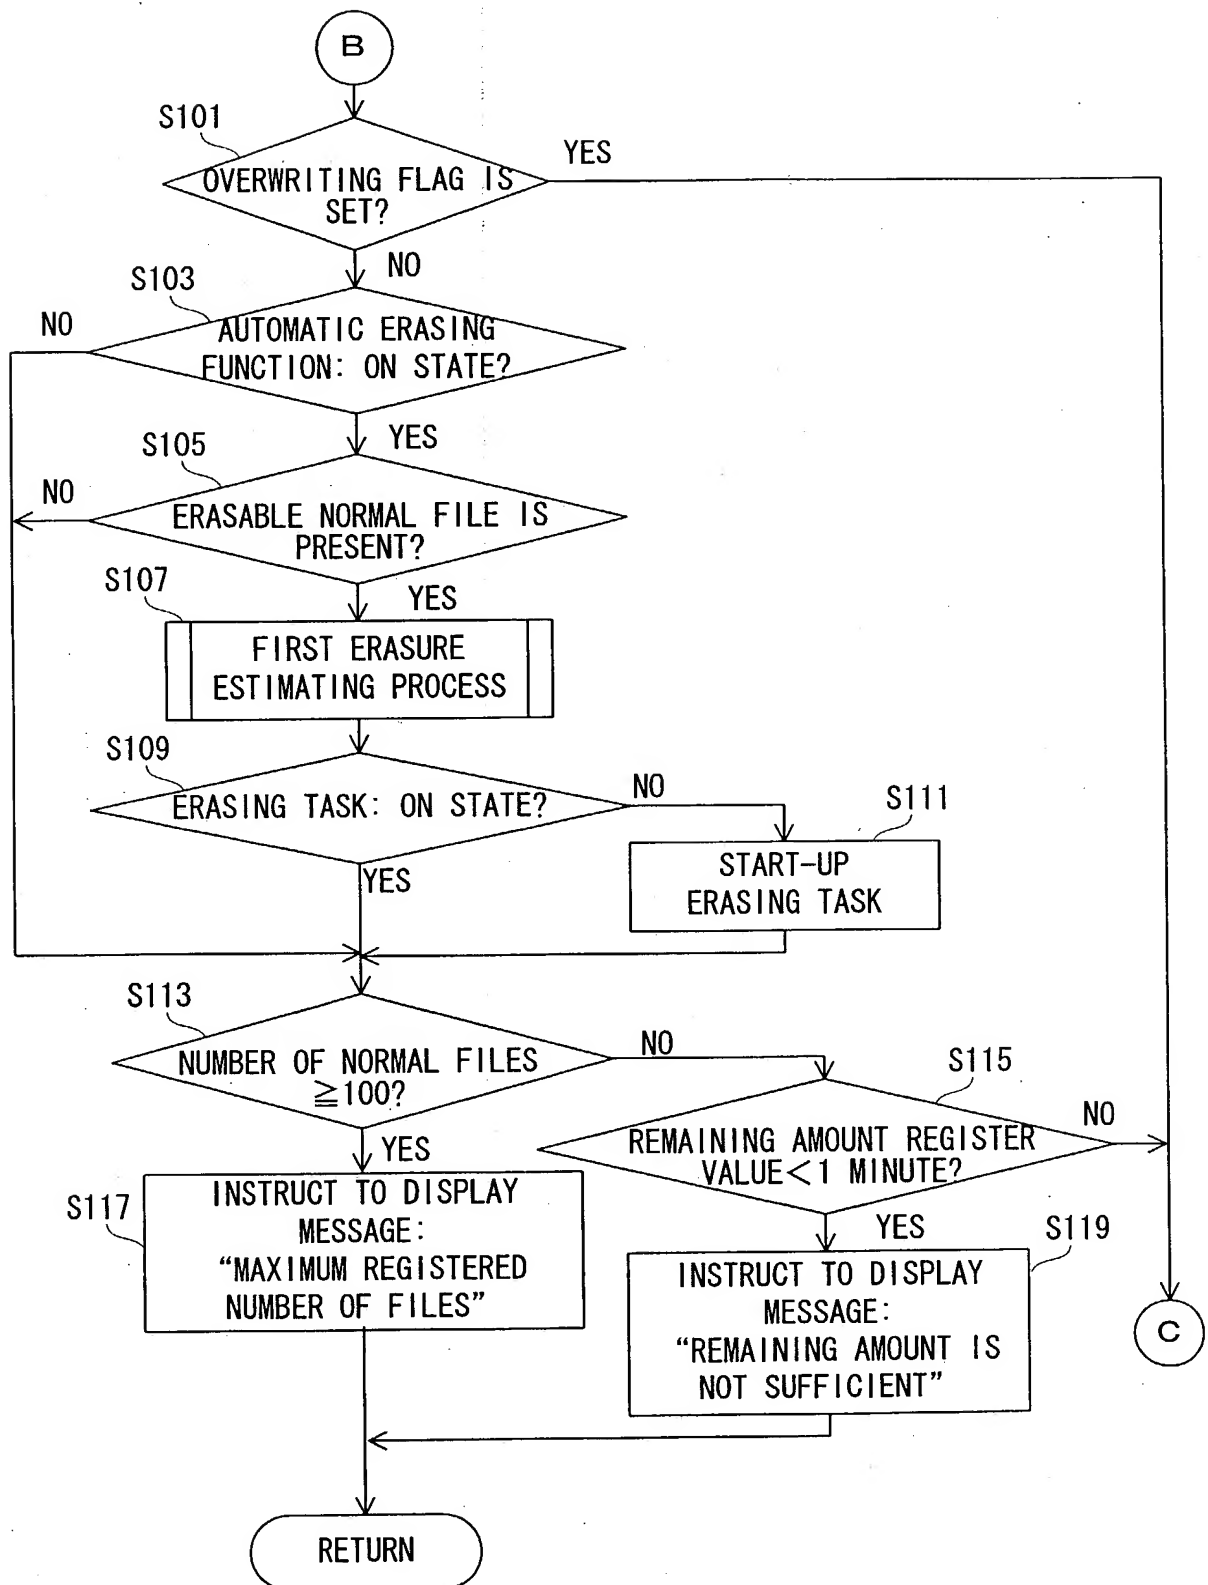 B
S101
YES
OVERWRITING FLAG IS
SET?
NO
S103
NO
AUTOMATIC ERASING
FUNCTION: ON STATE?
YES
S105
NO
ERASABLE NORMAL FILE IS
PRESENT?
S107
YES
FIRST ERASURE
ESTIMATING PROCESS
S109
NO
ERASING TASK: ON STATE?
S111
START-UP
ERASING TASK
YES
S113
NUMBER OF NORMAL FILES
≧100?
NO
S115
NO
REMAINING AMOUNT REGISTER
VALUE<1 MINUTE?
YES
S117
INSTRUCT TO DISPLAY
MESSAGE:
“MAXIMUM REGISTERED
NUMBER OF FILES”
YES
S119
INSTRUCT TO DISPLAY
MESSAGE:
“REMAINING AMOUNT IS
NOT SUFFICIENT”
C
RETURN